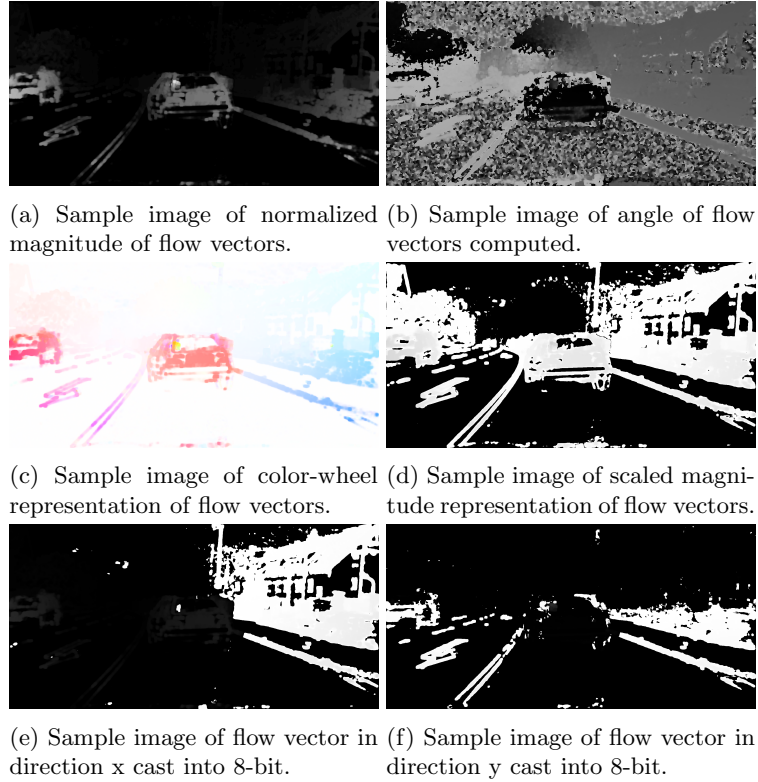 (a) Sample image of normalized magnitude of flow vectors.
(b) Sample image of angle of flow vectors computed.
(c) Sample image of color-wheel representation of flow vectors.
(d) Sample image of scaled magni-
tude representation of flow vectors.
(e) Sample image of flow vector in direction x cast into 8-bit.
(f) Sample image of flow vector in direction y cast into 8-bit.